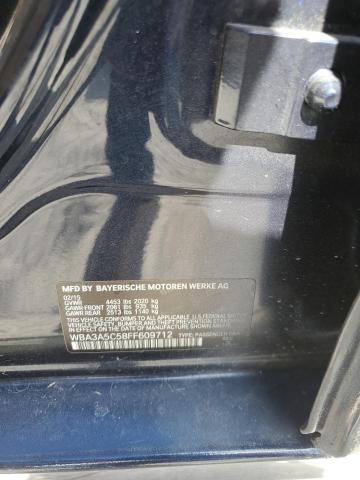 MFD BY BAYERISCHE MOTOREN WERKE AG
02/15
GVWR 4453 lbs 2020 kg
GAWR FRONT 2061 lbs 935 kg
GAWR REAR 2513 lbs 1140 kg
THIS VEHICLE CONFORMS TO ALL APPLICABLE
U.S. FEDERAL MOTOR
VEHICLE SAFETY, BUMPER AND THEFT PREVENTION STANDARDS
IN EFFECT ON THE DATE OF MANUFACTURE SHOWN ABOVE.
WBA3A5C58FF609712 TYPE: PASSENGER